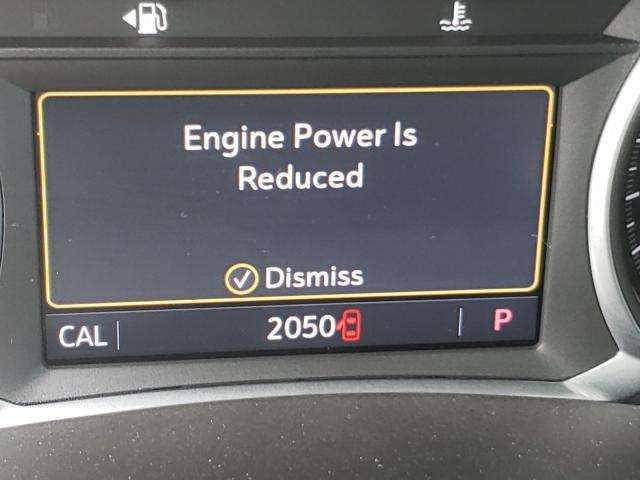 Engine Power Is
Reduced
Dismiss
CAL 2050 P